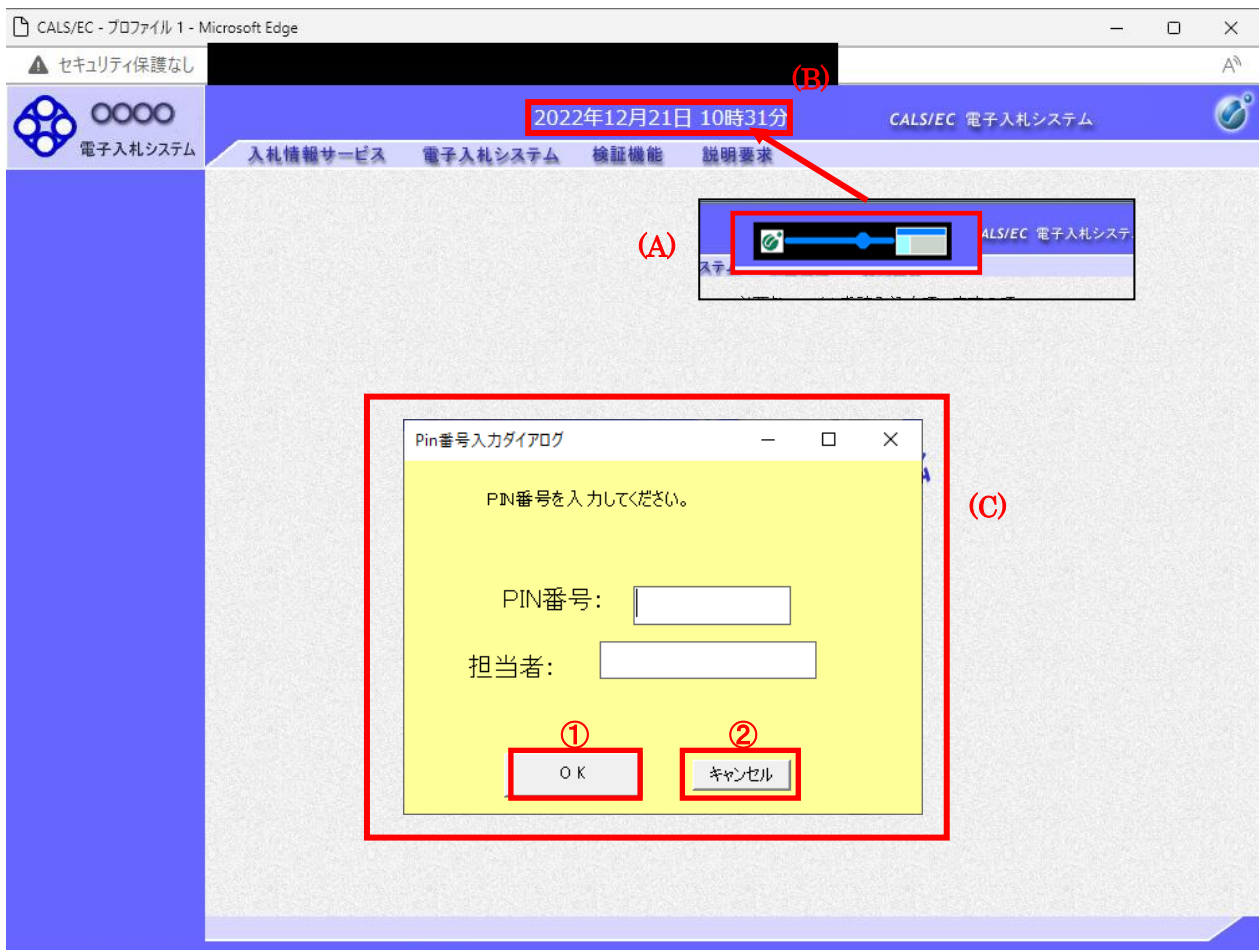 CALS/EC - プロファイル 1 - Microsoft Edge
セキュリティ保護なし
(B)
〇〇〇〇
電子入札システム
2022年12月21日 10時31分
CALS/EC 電子入札システム
入札情報サービス 電子入札システム 検証機能 説明要求
(A)
ALS/EC 電子入札システ
ステ
Pin番号入力ダイアログ
PIN番号を入力してください。
(C)
PIN番号:
担当者:
① ②
OK キャンセル